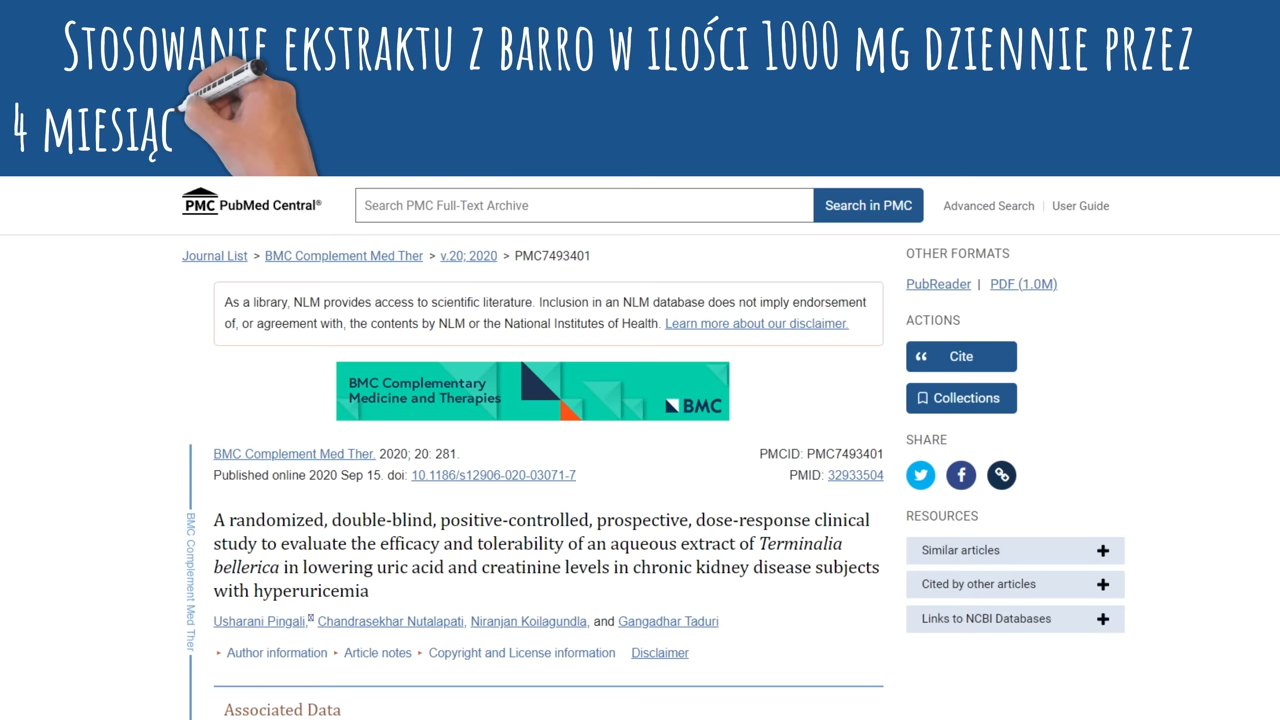 Stosowanie ekstraktu z barro w ilości 1000 mg dziennie przez
4 miesiąc
PMC PubMed Central®
Search PMC Full-Text Archive
Search in PMC
Advanced Search | User Guide
Journal List > BMC Complement Med Ther > v.20; 2020 > PMC7493401
As a library, NLM provides access to scientific literature. Inclusion in an NLM database does not imply endorsement
of, or agreement with, the contents by NLM or the National Institutes of Health. Learn more about our disclaimer.
BMC Complementary
Medicine and Therapies
BMC
BMC Complement Med Ther. 2020; 20: 281.
PMCID: PMC7493401
Published online 2020 Sep 15. doi: 10.1186/s12906-020-03071-7
PMID: 32933504
BMC Complement Med Ther
BMC Complement Med Ther
A randomized, double-blind, positive-controlled, prospective, dose-response clinical
study to evaluate the efficacy and tolerability of an aqueous extract of Terminalia
bellerica in lowering uric acid and creatinine levels in chronic kidney disease subjects
with hyperuricemia
Usharani Pingali, Chandrasekhar Nutalapati, Niranjan Koilagundla, and Gangadhar Taduri
Author information Article notes Copyright and License information Disclaimer
Associated Data
OTHER FORMATS
PubReader | PDF (1.0M)
ACTIONS
Cite
Collections
SHARE
RESOURCES
Similar articles
Cited by other articles
Links to NCBI Databases